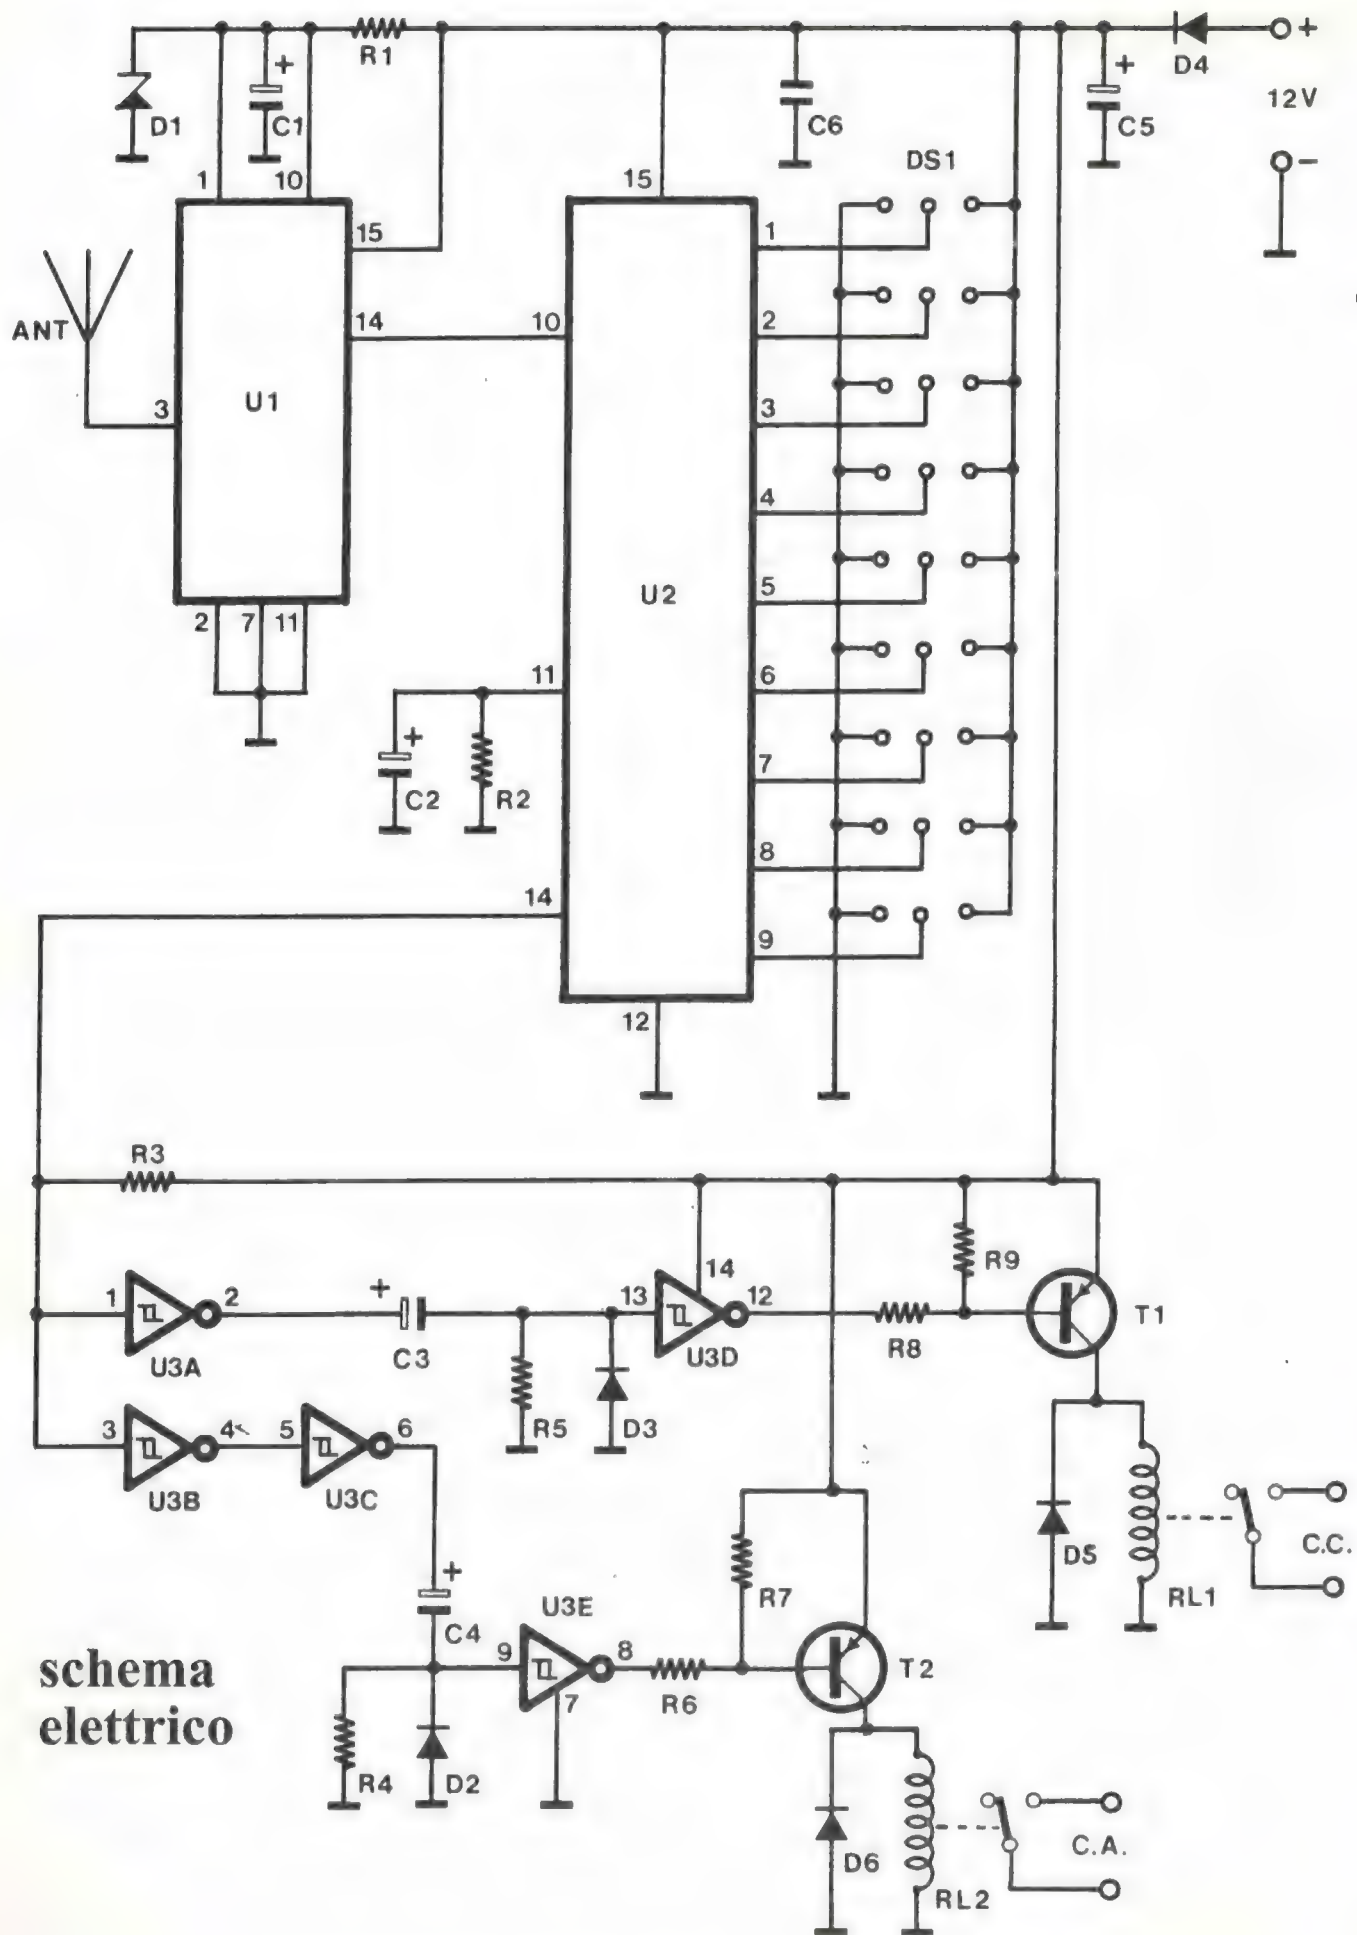 +
R1
D4
+
+
D1
C1
C6
C5
12V
DS1
-
1
10
15
15
1
ANT
14
10
2
3
U1
3
4
U2
5
2
7
11
11
6
+
C2
R2
7
8
14
9
12
R3
14
R9
1
2
+
13
12
T1
U3A
C3
U3D
R8
3
4
5
6
R5
D3
U3B
U3C
D5
RL1
C.C.
+
C4
U3E
R7
9
8
7
R6
T2
schema
elettrico
R4
D2
D6
RL2
C.A.